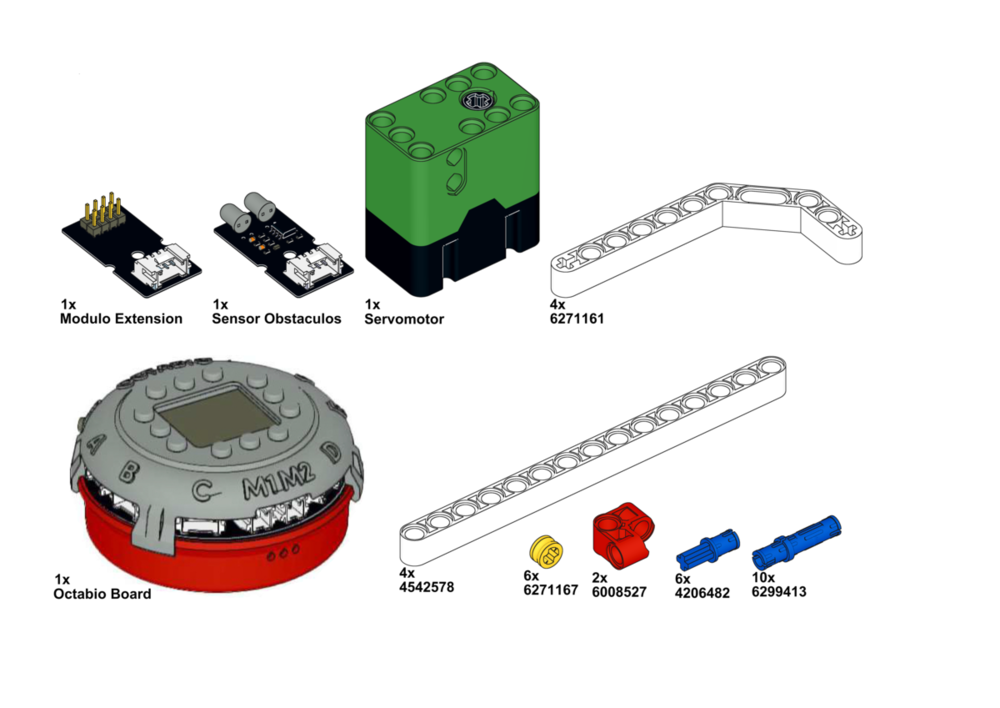 1x
Modulo Extension
1x
Sensor Obstaculos
1x
Servomotor
4x
6271161
A
B
C
M1M2
D
1x
Octabio Board
4x
4542578
6x
6271167
2x
6008527
6x
4206482
10x
6299413